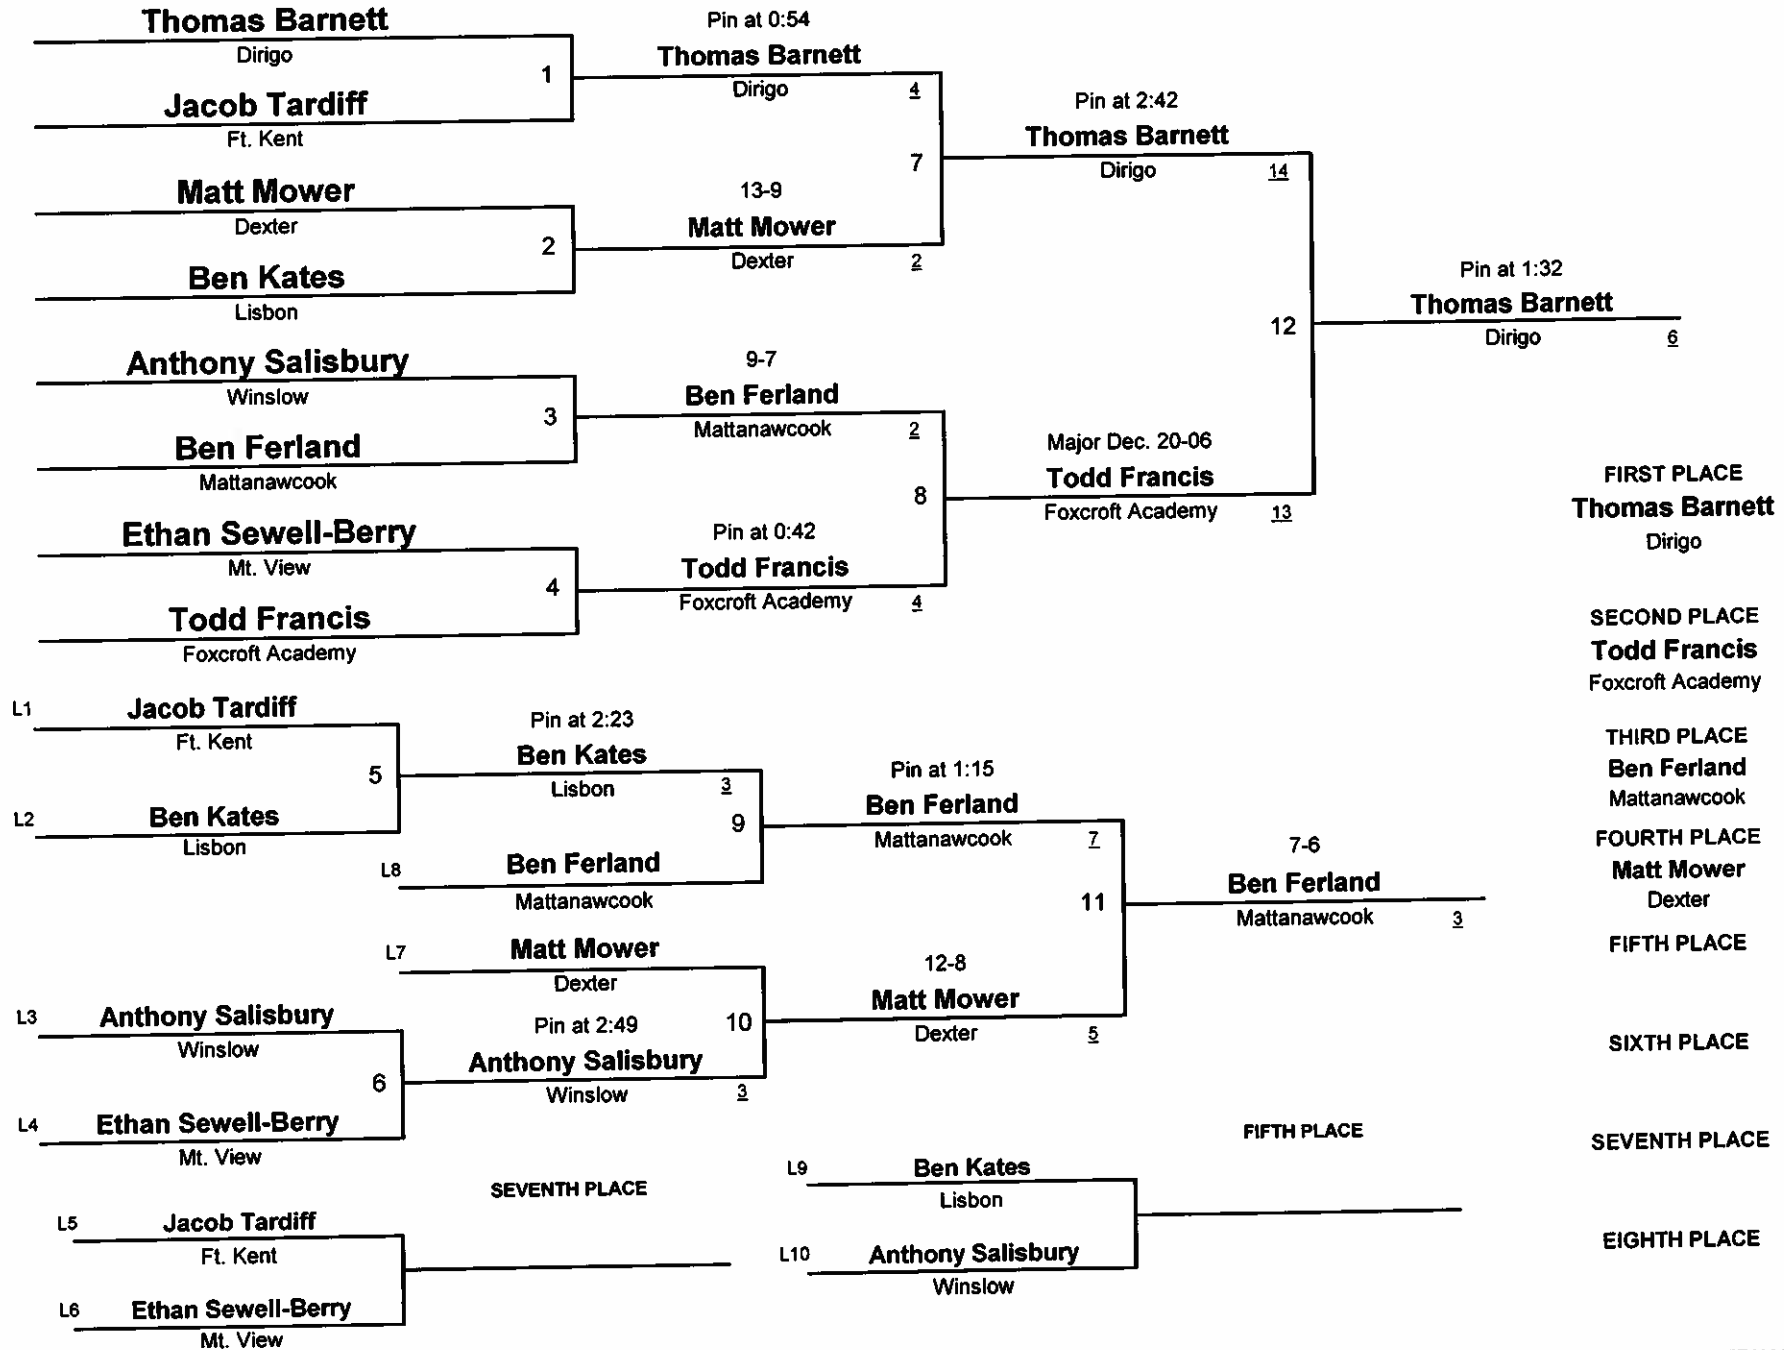 Thomas Barnett
Dirigo
1
Jacob Tardiff
Ft. Kent
Matt Mower
Dexter
2
Ben Kates
Lisbon
Anthony Salisbury
Winslow
3
Ben Ferland
Mattanawcook
Ethan Sewell-Berry
Mt. View
4
Todd Francis
Foxcroft Academy
Pin at 0:54
Thomas Barnett
Dirigo 4
7
13-9
Matt Mower
Dexter 2
9-7
Ben Ferland
Mattanawcook 2
8
Pin at 0:42
Todd Francis
Foxcroft Academy 4
Pin at 2:42
Thomas Barnett
Dirigo 14
12
Major Dec. 20-06
Todd Francis
Foxcroft Academy 13
Pin at 1:32
Thomas Barnett
Dirigo 6
L1 Jacob Tardiff
Ft. Kent
5
L2 Ben Kates
Lisbon
L3 Anthony Salisbury
Winslow
6
L4 Ethan Sewell-Berry
Mt. View
Pin at 2:23
Ben Kates
Lisbon 3
9
L8 Ben Ferland
Mattanawcook
L7 Matt Mower
Dexter
10
Pin at 2:49
Anthony Salisbury
Winslow 3
Pin at 1:15
Ben Ferland
Mattanawcook 7
11
12-8
Matt Mower
Dexter 5
7-6
Ben Ferland
Mattanawcook 3
SEVENTH PLACE
L5 Jacob Tardiff
Ft. Kent
L6 Ethan Sewell-Berry
Mt. View
FIFTH PLACE
L9 Ben Kates
Lisbon
L10 Anthony Salisbury
Winslow
FIRST PLACE
Thomas Barnett
Dirigo
SECOND PLACE
Todd Francis
Foxcroft Academy
THIRD PLACE
Ben Ferland
Mattanawcook
FOURTH PLACE
Matt Mower
Dexter
FIFTH PLACE
SIXTH PLACE
SEVENTH PLACE
EIGHTH PLACE